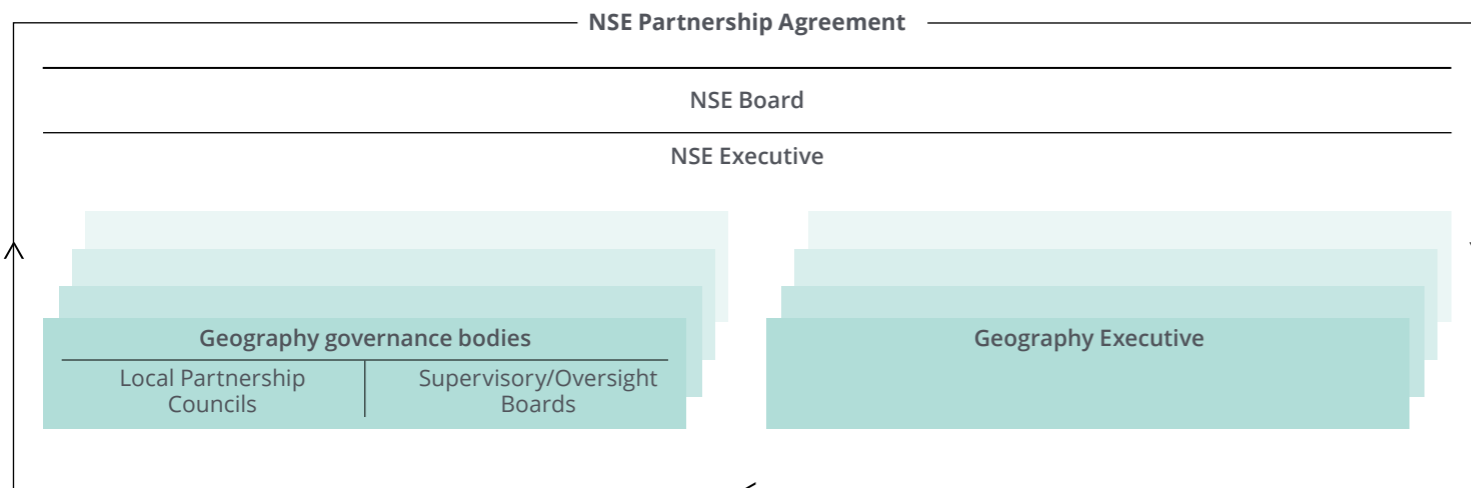 NSE Partnership Agreement
NSE Board
NSE Executive
Geography governance bodies
Local Partnership
Councils
Supervisory/Oversight
Boards
Geography Executive